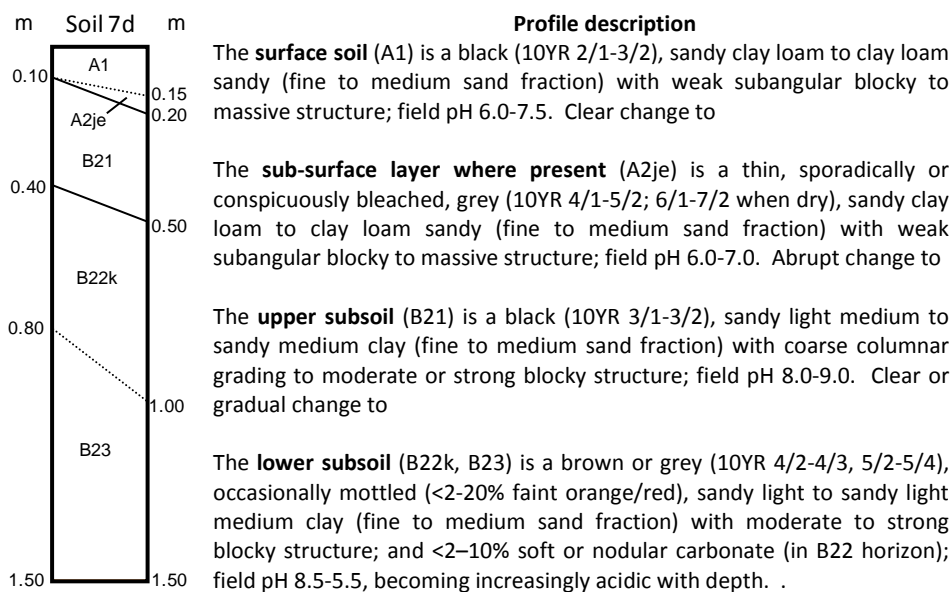 m Soil 7d m
A1
0.10
0.15
A2je
0.20
B21
0.40
0.50
B22k
0.80
1.00
B23
1.50 1.50
Profile description
The surface soil (A1) is a black (10YR 2/1-3/2), sandy clay loam to clay loam
sandy (fine to medium sand fraction) with weak subangular blocky to
massive structure; field pH 6.0-7.5. Clear change to
The sub-surface layer where present (A2je) is a thin, sporadically or
conspicuously bleached, grey (10YR 4/1-5/2; 6/1-7/2 when dry), sandy clay
loam to clay loam sandy (fine to medium sand fraction) with weak
subangular blocky to massive structure; field pH 6.0-7.0. Abrupt change to
The upper subsoil (B21) is a black (10YR 3/1-3/2), sandy light medium to
sandy medium clay (fine to medium sand fraction) with coarse columnar
grading to moderate or strong blocky structure; field pH 8.0-9.0. Clear or
gradual change to
The lower subsoil (B22k, B23) is a brown or grey (10YR 4/2-4/3, 5/2-5/4),
occasionally mottled (<2-20% faint orange/red), sandy light to sandy light
medium clay (fine to medium sand fraction) with moderate to strong
blocky structure; and <2–10% soft or nodular carbonate (in B22 horizon);
field pH 8.5-5.5, becoming increasingly acidic with depth. .